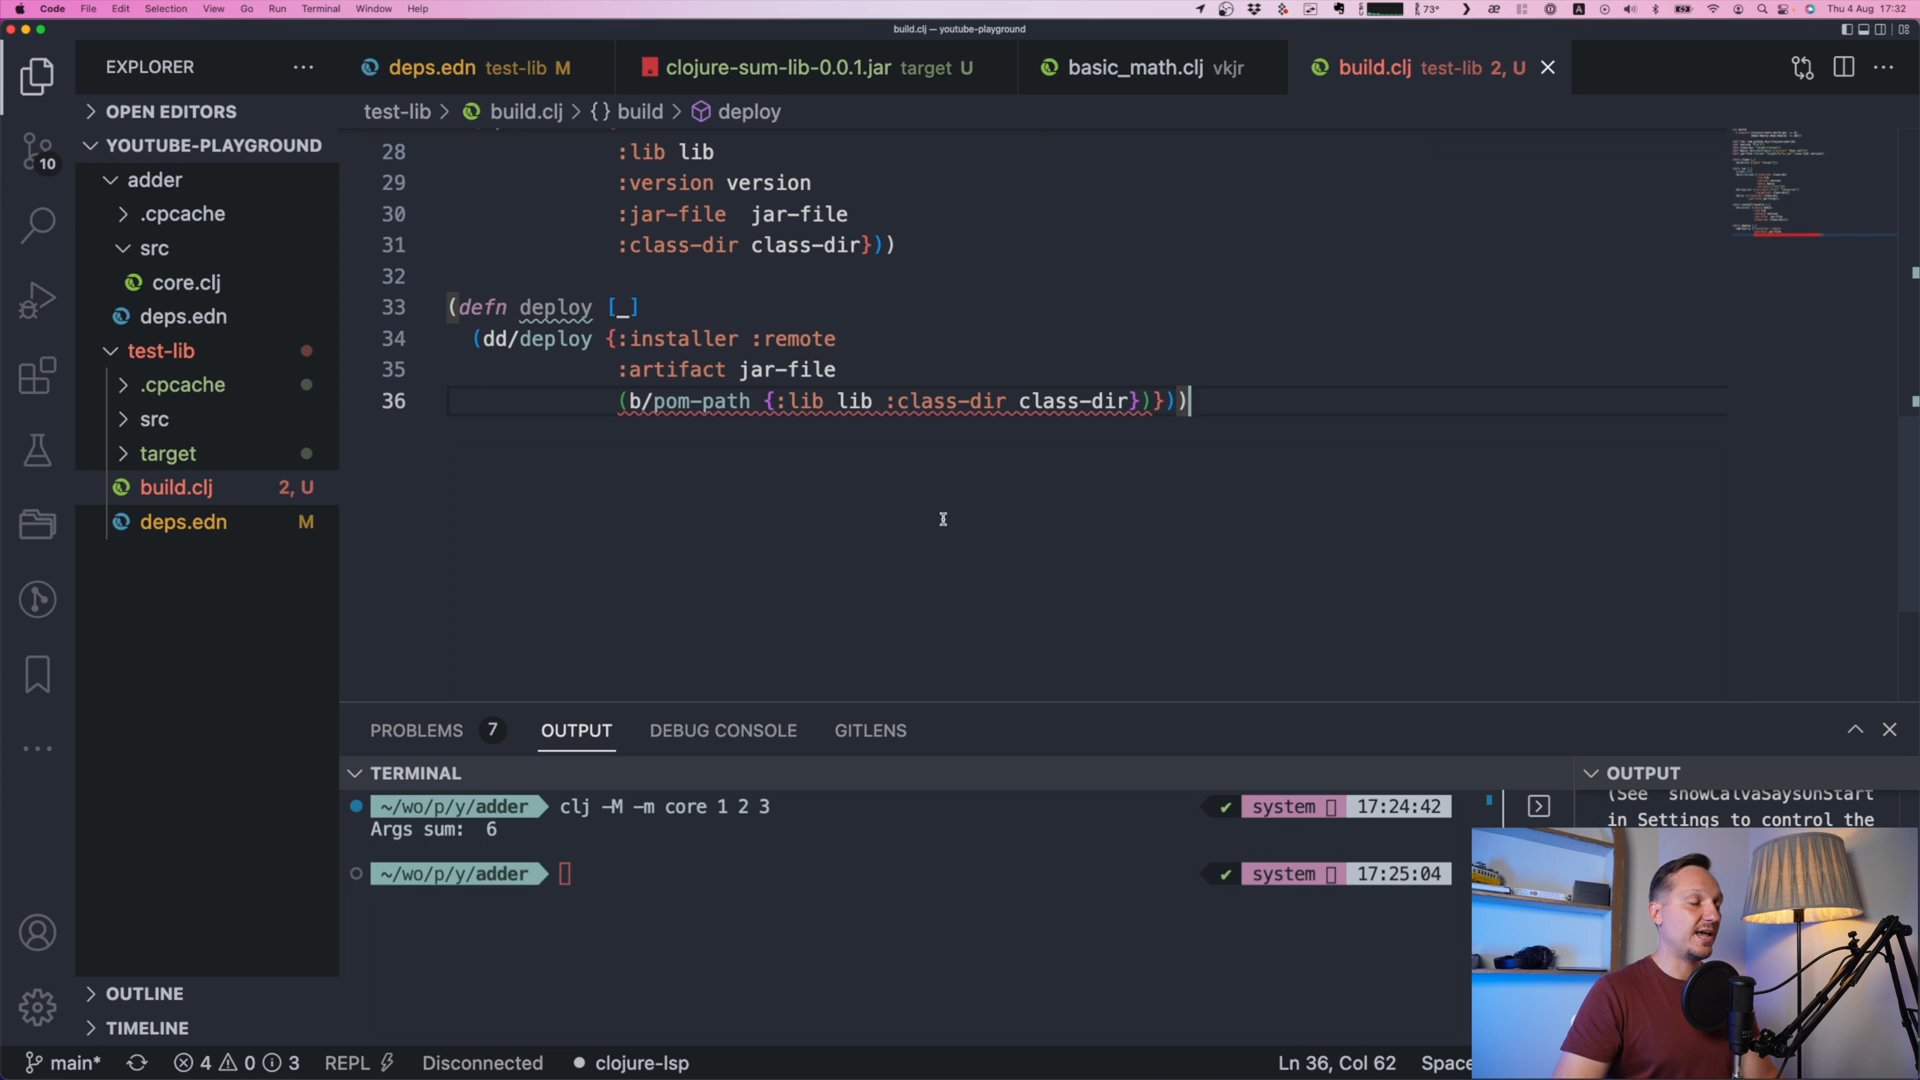 Code File Edit Selection View Go Run Terminal Window Help 73° Thu 4 Aug 17:32
build.clj — youtube-playground
EXPLORER
deps.edn test-lib M
clojure-sum-lib-0.0.1.jar target U
basic_math.clj vkjr
build.clj test-lib 2, U
OPEN EDITORS
test-lib > build.clj > {} build > deploy
YOUTUBE-PLAYGROUND
adder
.cpcache
src
core.clj
deps.edn
test-lib
.cpcache
src
target
build.clj 2, U
deps.edn M
OUTLINE
TIMELINE
28 :lib lib
29 :version version
30 :jar-file  jar-file
31 :class-dir class-dir}))
32
33 (defn deploy [_]
34 (dd/deploy {:installer :remote
35 :artifact jar-file
36 (b/pom-path {:lib lib :class-dir class-dir})}))
PROBLEMS 7 OUTPUT DEBUG CONSOLE GITLENS
TERMINAL
~/wo/p/y/adder clj -M -m core 1 2 3 ✔ system 17:24:42
Args sum:  6
~/wo/p/y/adder ✔ system 17:25:04
OUTPUT
(See showCalvaSaysOnStart
in Settings to control the
10
main* 4 0 3 REPL Disconnected clojure-lsp Ln 36, Col 62 Space